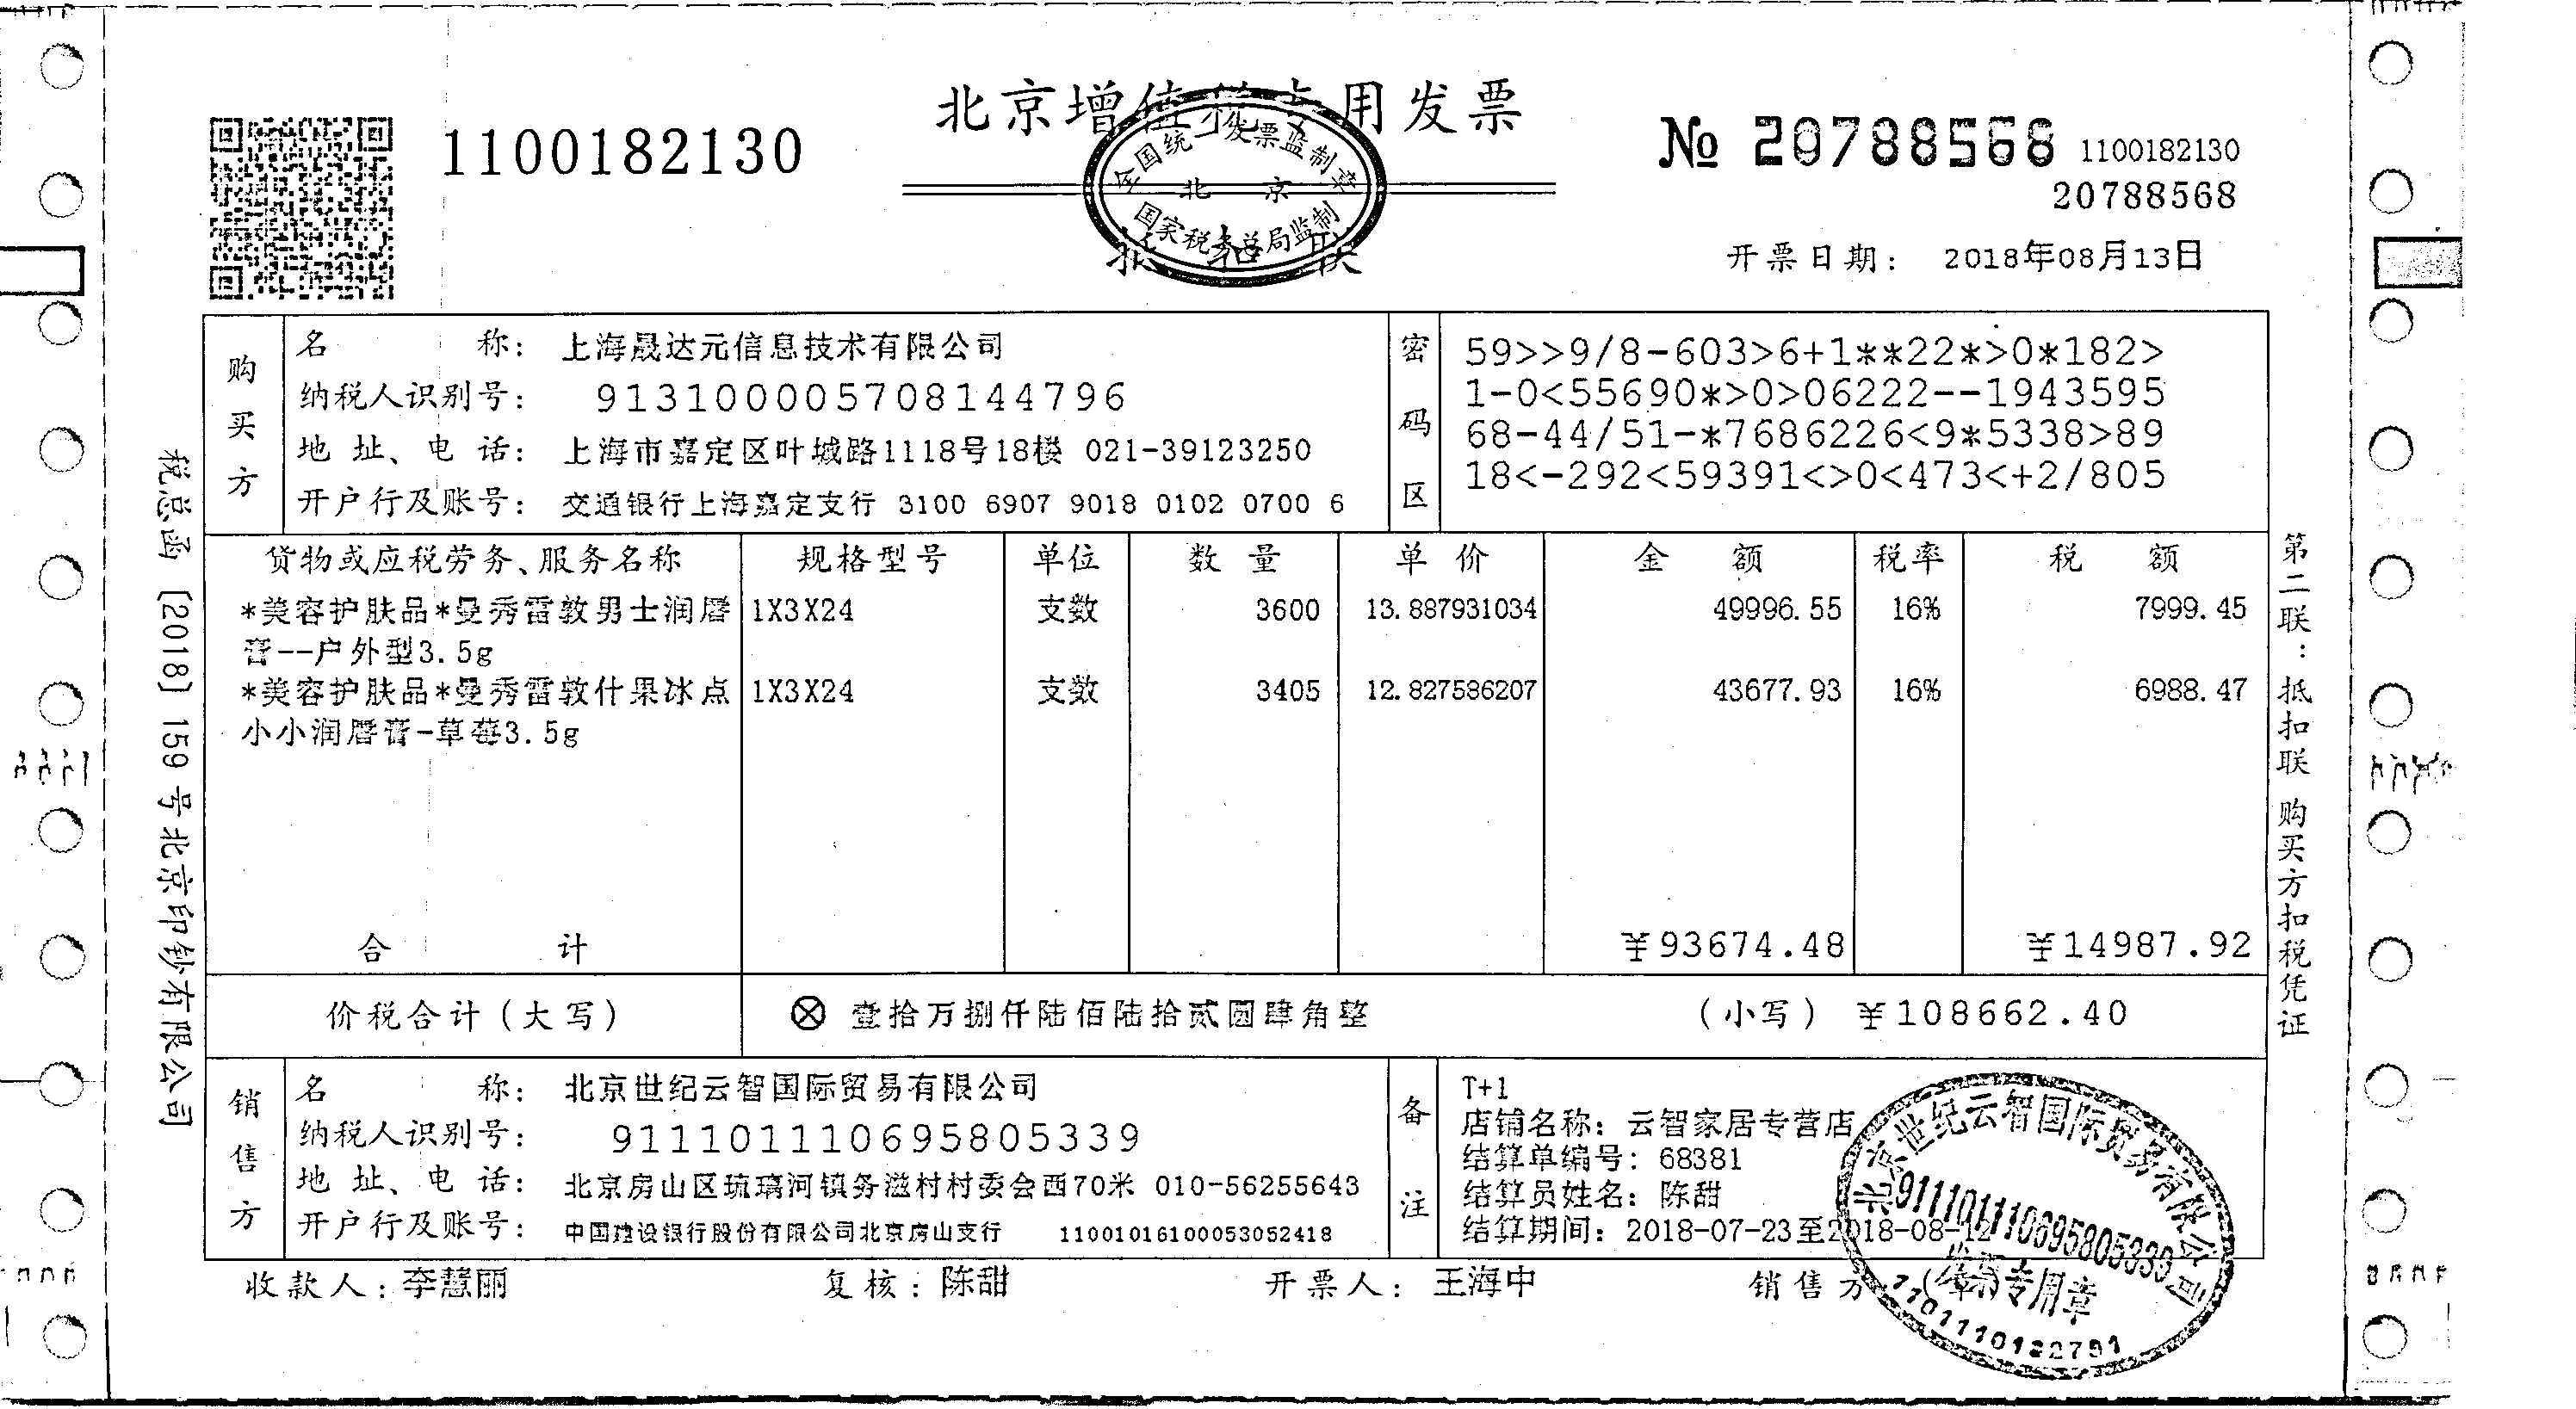 北京增值税专用发票
全国统一发票监制章
北京
国家税务总局监制
抵扣联
1100182130
№ 20788568
1100182130
20788568
开票日期： 2018年08月13日
购买方
名称： 上海晟达元信息技术有限公司
纳税人识别号： 913100005708144796
地址、电话： 上海市嘉定区叶城路1118号18楼 021-39123250
开户行及账号： 交通银行上海嘉定支行 3100 6907 9018 0102 0700 6
密码区
59>>9/8-603>6+1**22*>0*182>
1-0<55690*>0>06222--1943595
68-44/51-*7686226<9*5338>89
18<-292<59391<>0<473<+2/805
货物或应税劳务、服务名称 规格型号 单位 数量 单价 金额 税率 税额
*美容护肤品*曼秀雷敦男士润唇 1X3X24 支数 3600 13.887931034 49996.55 16% 7999.45
膏--户外型3.5g
*美容护肤品*曼秀雷敦什果冰点 1X3X24 支数 3405 12.827586207 43677.93 16% 6988.47
小小润唇膏-草莓3.5g
合计 ¥93674.48 ¥14987.92
价税合计（大写） ⊗ 壹拾万捌仟陆佰陆拾贰圆肆角整 （小写） ¥108662.40
销售方
名称： 北京世纪云智国际贸易有限公司
纳税人识别号： 911101110695805339
地址、电话： 北京房山区琉璃河镇务滋村村委会西70米 010-56255643
开户行及账号： 中国建设银行股份有限公司北京房山支行 11001016100053052418
备注
T+1
店铺名称：云智家居专营店
结算单编号：68381
结算员姓名：陈甜
结算期间：2018-07-23至2018-08-12
收款人：李慧丽 复核：陈甜 开票人：王海中 销售方：（章）
北京世纪云智国际贸易有限公司
911101110695805339
发票专用章
1101110122791
税总函〔2018〕159号北京印钞有限公司
第二联：抵扣联 购买方扣税凭证